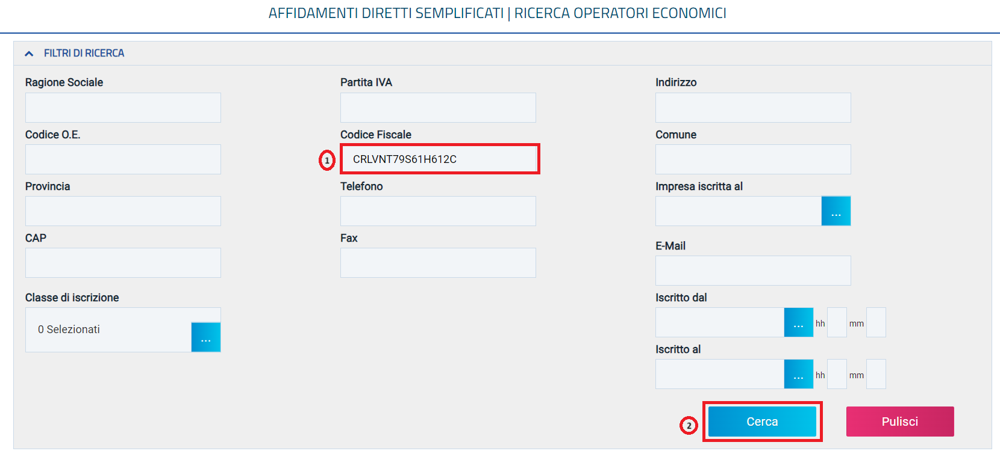 AFFIDAMENTI DIRETTI SEMPLIFICATI | RICERCA OPERATORI ECONOMICI
FILTRI DI RICERCA
Ragione Sociale
Partita IVA
Indirizzo
Codice O.E.
Codice Fiscale
Comune
1
CRLVNT79S61H612C
Provincia
Telefono
Impresa iscritta al
...
CAP
Fax
E-Mail
Classe di iscrizione
0 Selezionati
...
Iscritto dal
... hh mm
Iscritto al
... hh mm
2
Cerca
Pulisci